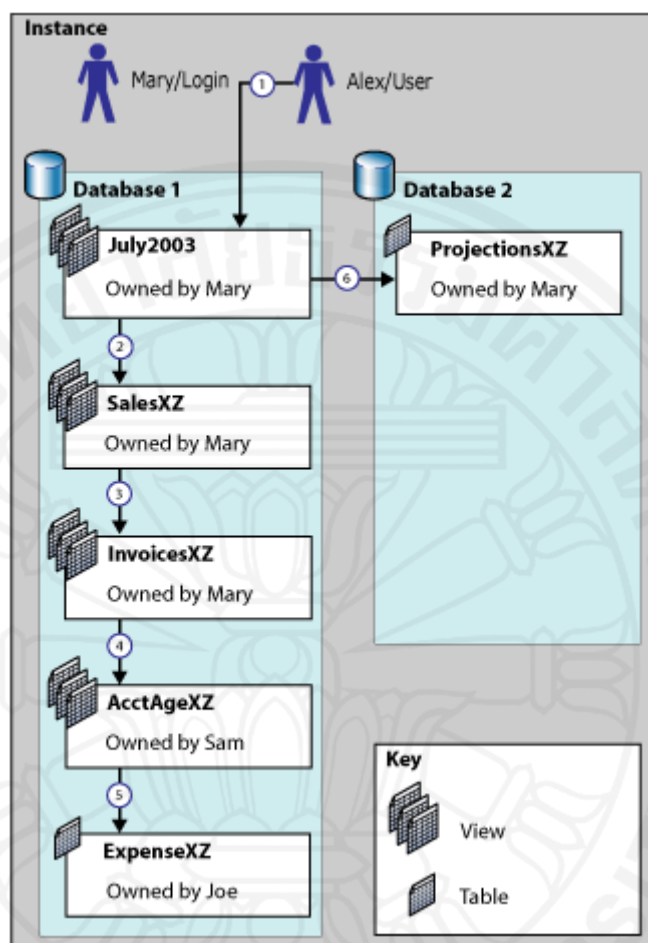 Instance
Mary/Login
1
Alex/User
Database 1
Database 2
July2003
Owned by Mary
6
ProjectionsXZ
Owned by Mary
2
SalesXZ
Owned by Mary
3
InvoicesXZ
Owned by Mary
4
AcctAgeXZ
Owned by Sam
5
ExpenseXZ
Owned by Joe
Key
View
Table